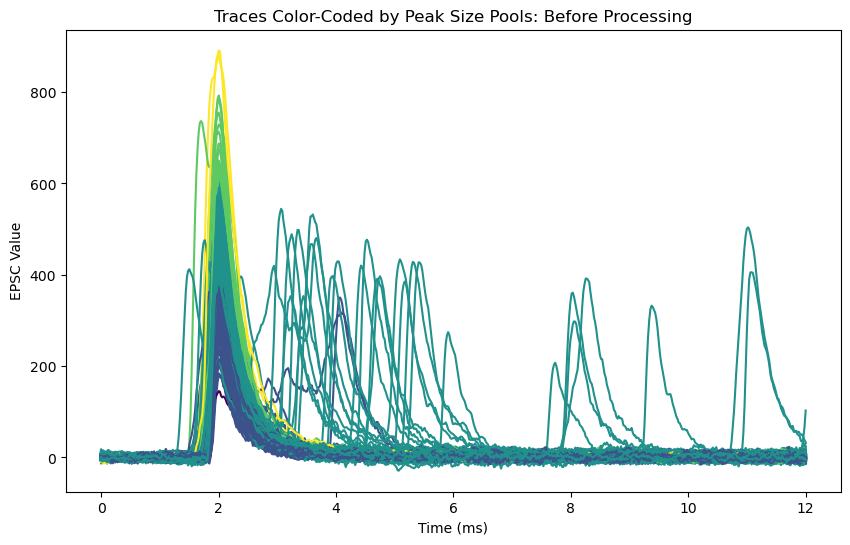 Traces Color-Coded by Peak Size Pools: Before Processing
EPSC Value
800
600
400
200
0
0 2 4 6 8 10 12
Time (ms)